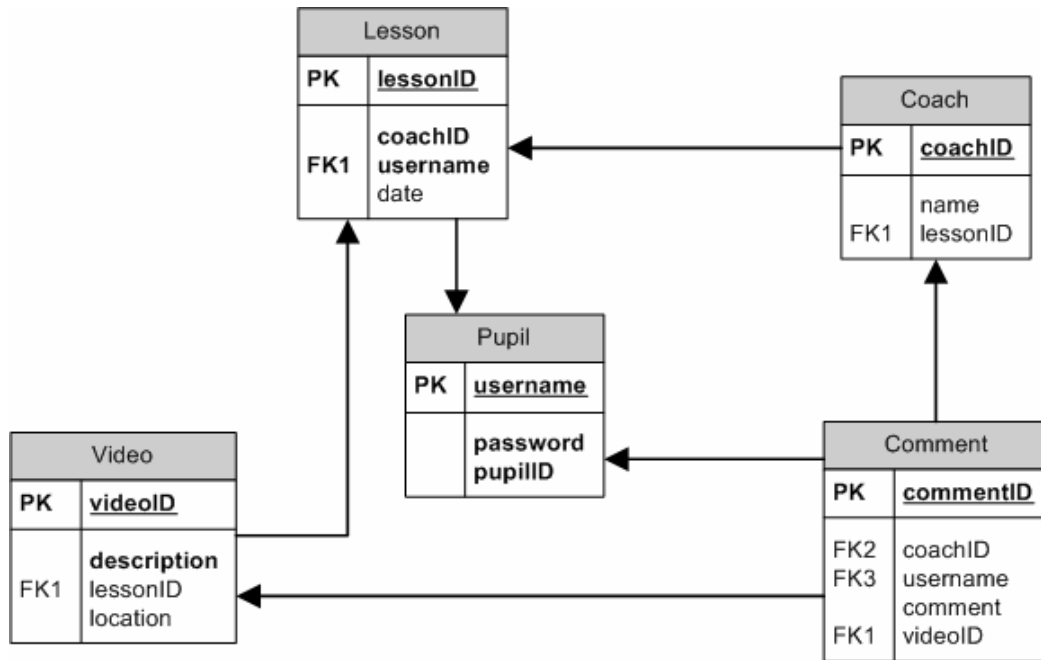 Lesson
PK lessonID
coachID
FK1 username
date
Coach
PK coachID
name
FK1 lessonID
Pupil
PK username
password
pupilID
Video
PK videoID
description
FK1 lessonID
location
Comment
PK commentID
FK2 coachID
FK3 username
comment
FK1 videoID